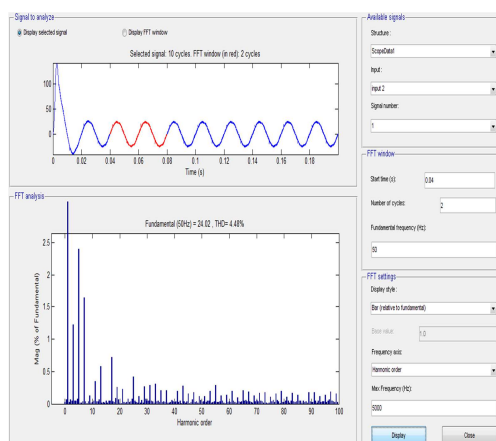 Signal to analyze
Display selected signal
Display FFT window
Selected signal: 10 cycles. FFT window (in red): 2 cycles
100
50
0
0
0.02
0.04
0.06
0.08
0.1
0.12
0.14
0.16
0.18
Time (s)
FFT analysis
Fundamental (50Hz) = 24.02 , THD= 4.48%
2.5
2
1.5
1
0.5
0
Mag (% of Fundamental)
0
10
20
30
40
50
60
70
80
90
100
Harmonic order
Available signals
Structure :
ScopeData1
Input :
input 2
Signal number:
1
FFT window
Start time (s):
0.04
Number of cycles:
2
Fundamental frequency (Hz):
50
FFT settings
Display style :
Bar (relative to fundamental)
Base value
1.0
Frequency axis:
Harmonic order
Max Frequency (Hz):
5000
Display
Close